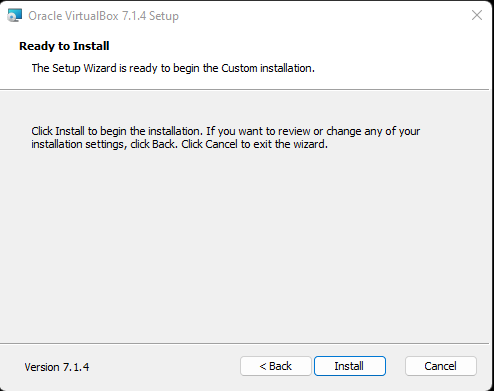 Oracle VirtualBox 7.1.4 Setup
Ready to Install
The Setup Wizard is ready to begin the Custom installation.
Click Install to begin the installation. If you want to review or change any of your
installation settings, click Back. Click Cancel to exit the wizard.
Version 7.1.4
< Back
Install
Cancel